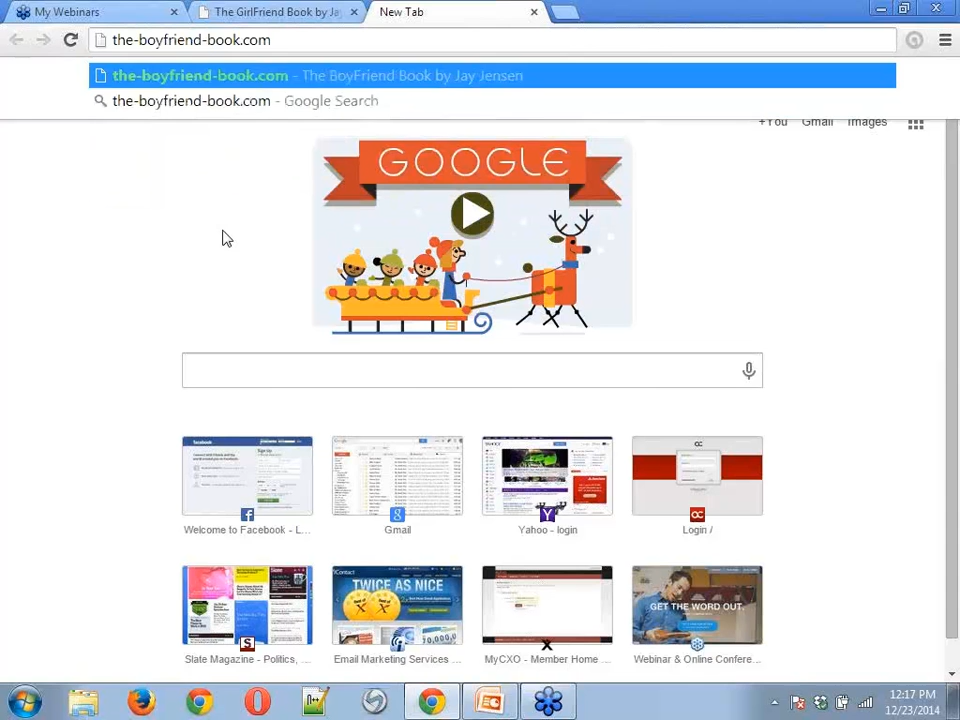 My Webinars
The GirlFriend Book by Ja
New Tab
the-boyfriend-book.com
the-boyfriend-book.com - The BoyFriend Book by Jay Jensen
the-boyfriend-book.com - Google Search
+You Gmail Images
GOOGLE
Welcome to Facebook - L...
Gmail
Yahoo - login
Login /
TWICE AS NICE
GET THE WORD OUT.
Slate Magazine - Politics, ...
Email Marketing Services ...
MyCXO - Member Home ...
Webinar & Online Confere...
12:17 PM
12/23/2014